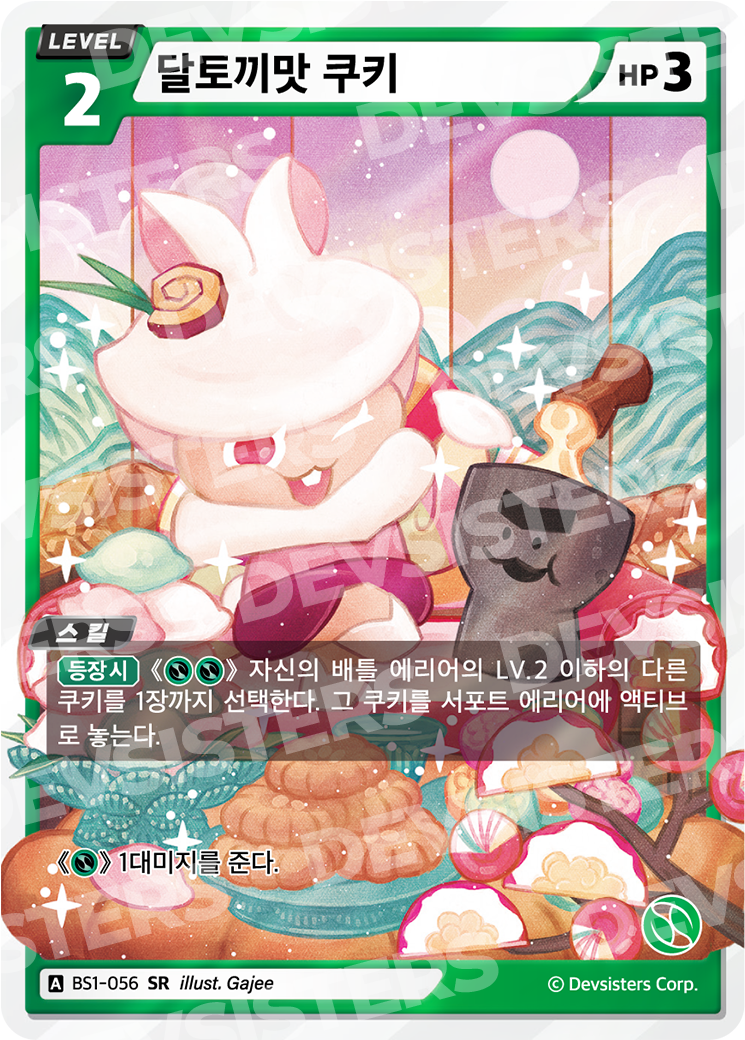 LEVEL
2
달토끼맛 쿠키
HP 3
스킬
등장 시 《》 자신의 배틀 에리어의 LV.2 이하의 다른
쿠키를 1장까지 선택한다. 그 쿠키를 서포트 에리어에 액티브
로 놓는다.
《》 1대미지를 준다.
A BS1-056 SR illust. Gajee
© Devsisters Corp.
DEVSISTERS